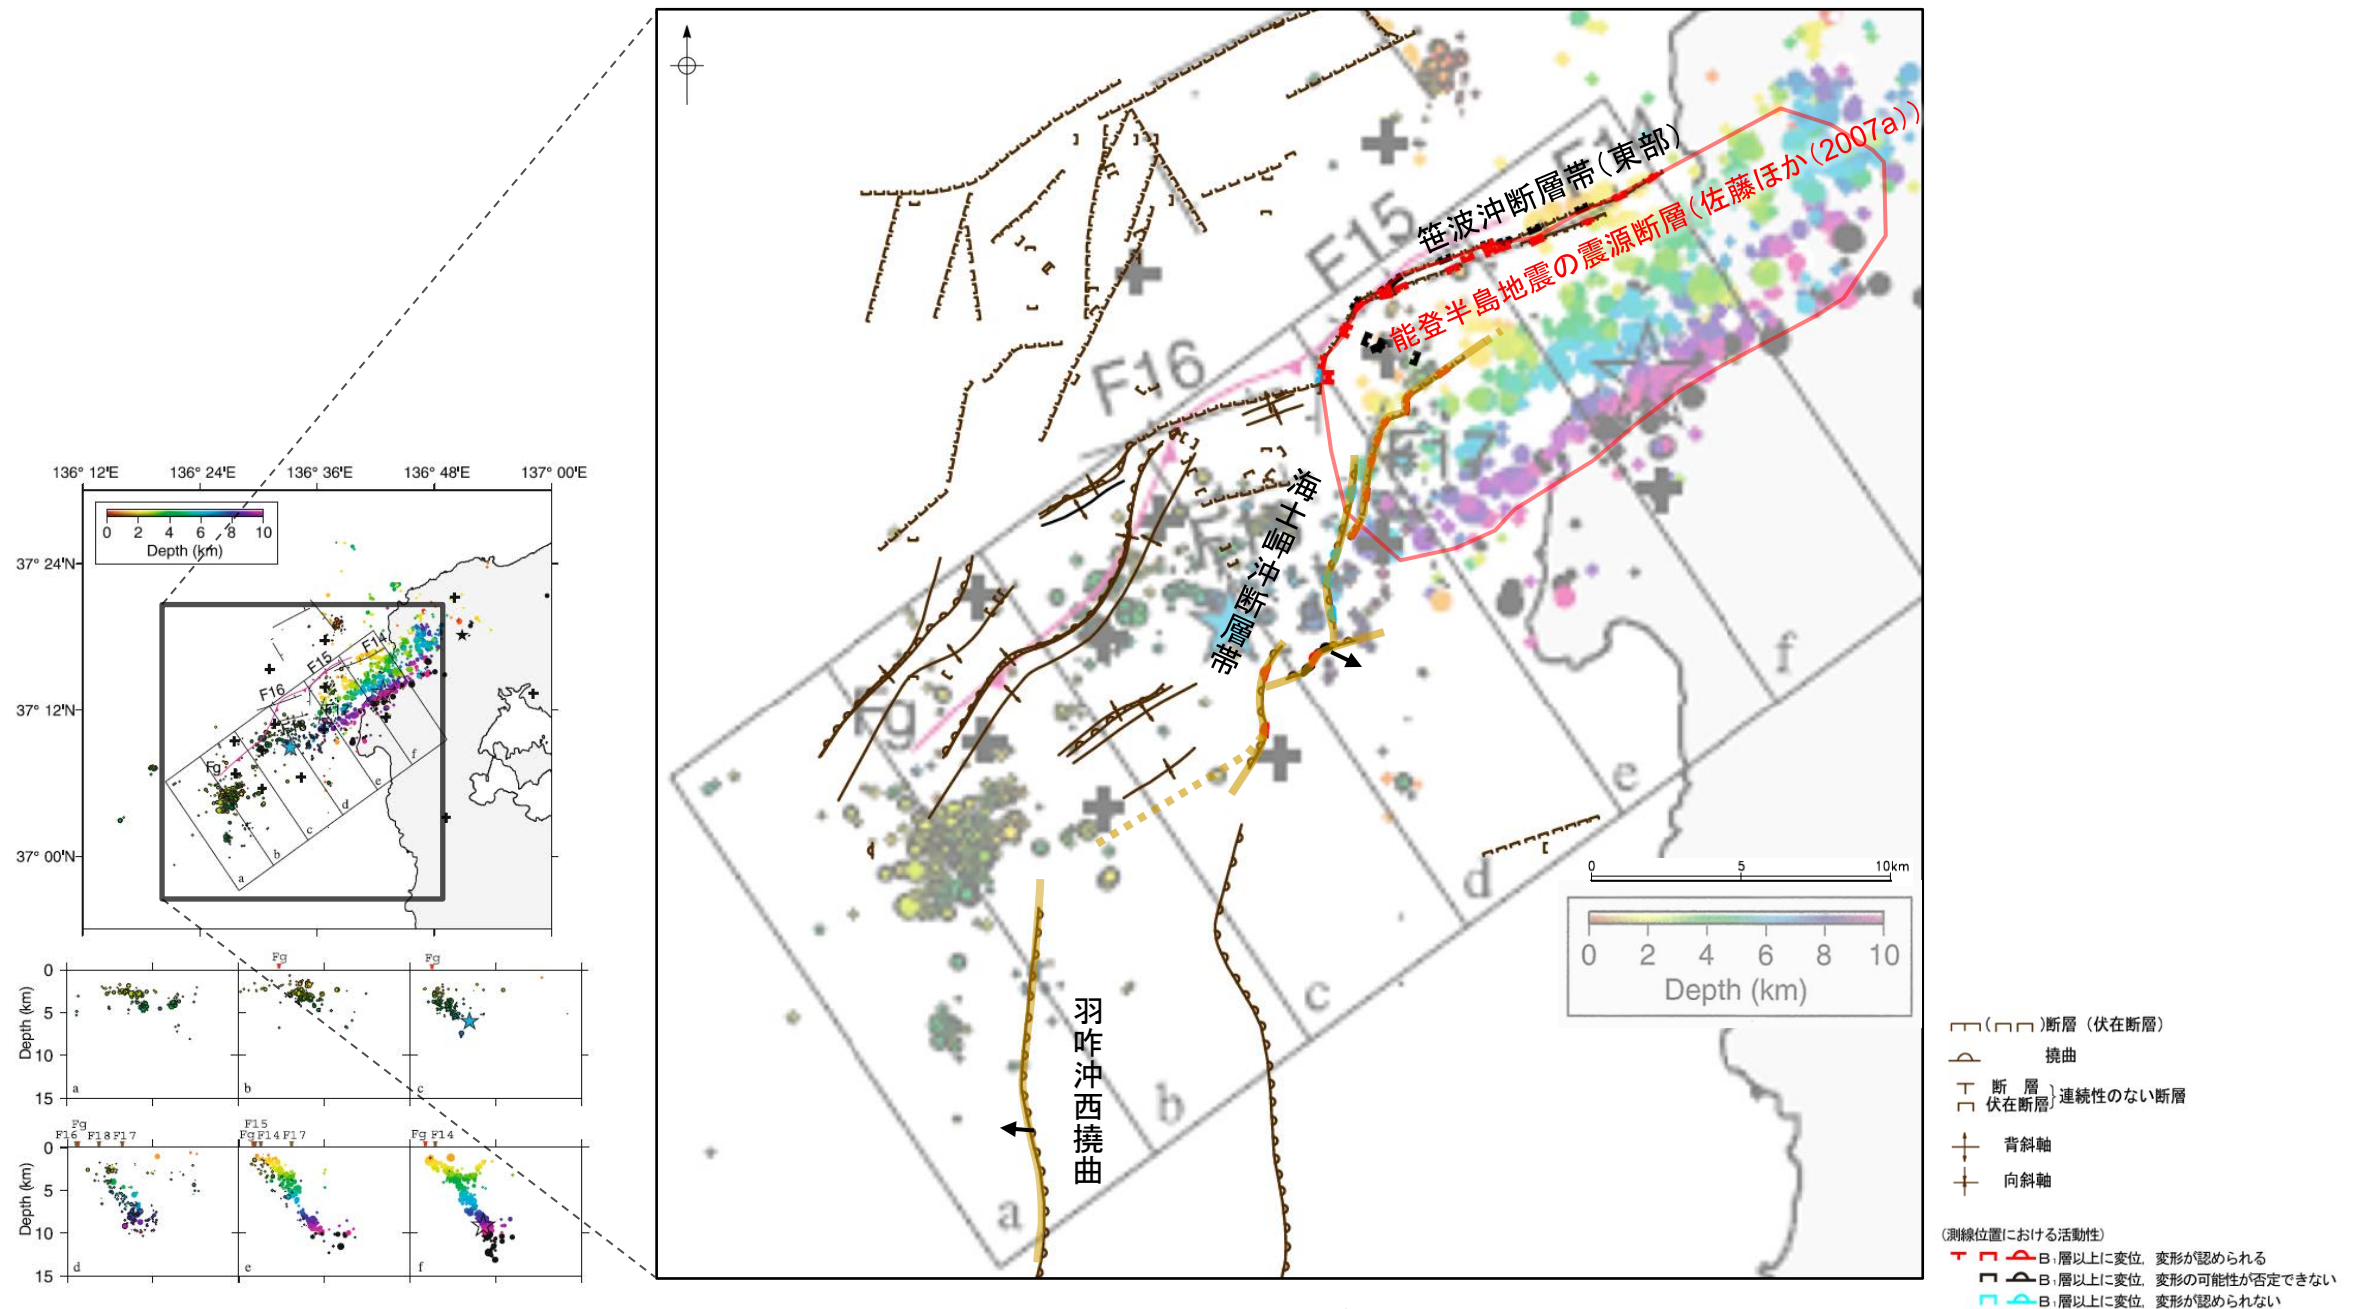 136° 12'E 136° 24'E 136° 36'E 136° 48'E 137° 00'E
0 2 4 6 8 10
Depth (km)
37° 24'N
37° 12'N
37° 00'N
F14
F15
F16
Fg
a
b
c
d
e
f
Fg
Fg
0
5
10
15
Depth (km)
a
b
c
Fg
F16 F18 F17
F15
Fg F14 F17
Fg F14
0
5
10
15
Depth (km)
d
e
f
笹波沖断層帯(東部)
能登半島地震の震源断層(佐藤ほか(2007a))
海士岬沖断層帯
羽咋沖西撓曲
F14
F15
F16
F17
Fg
a
b
c
d
e
f
0 5 10km
0 2 4 6 8 10
Depth (km)
( )断層(伏在断層)
撓曲
断 層
伏在断層
連続性のない断層
背斜軸
向斜軸
(測線位置における活動性)
B₁層以上に変位,変形が認められる
B₁層以上に変位,変形の可能性が否定できない
B₁層以上に変位,変形が認められない